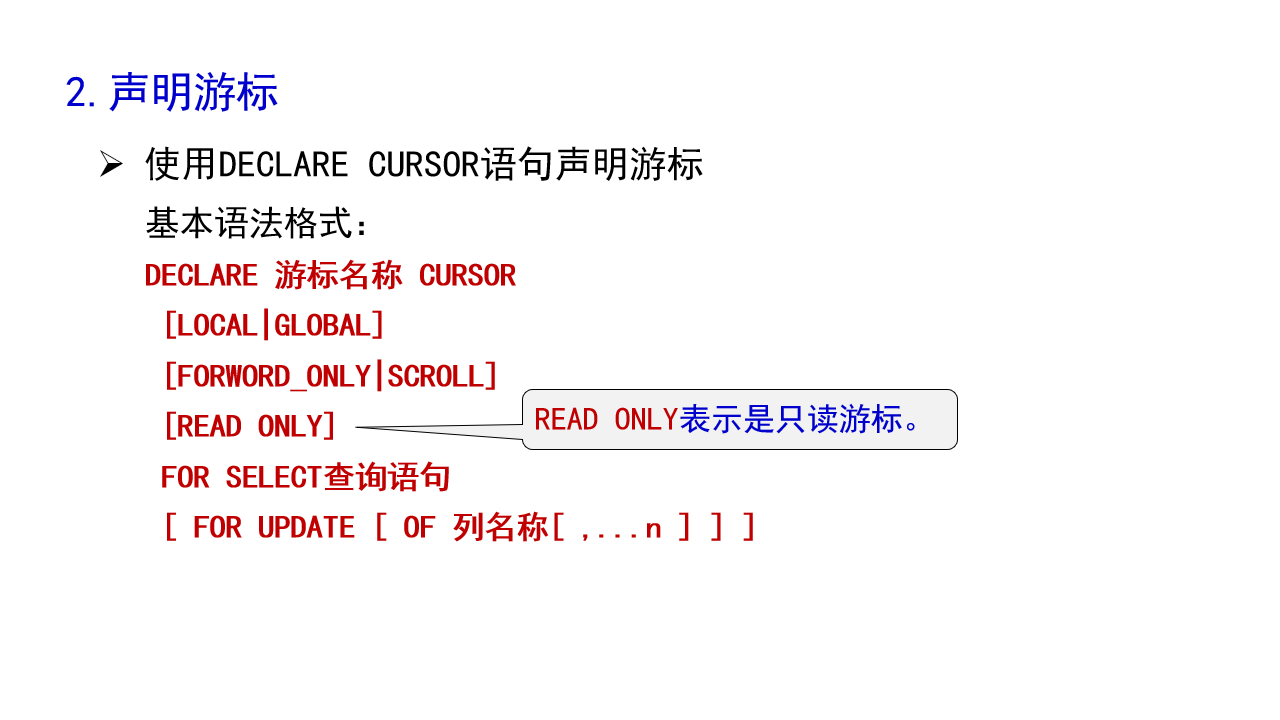 2.声明游标
➢ 使用DECLARE CURSOR语句声明游标
基本语法格式：
DECLARE 游标名称 CURSOR
[LOCAL|GLOBAL]
[FORWORD_ONLY|SCROLL]
[READ ONLY]
READ ONLY表示是只读游标。
FOR SELECT查询语句
[ FOR UPDATE [ OF 列名称[ ,...n ] ] ]